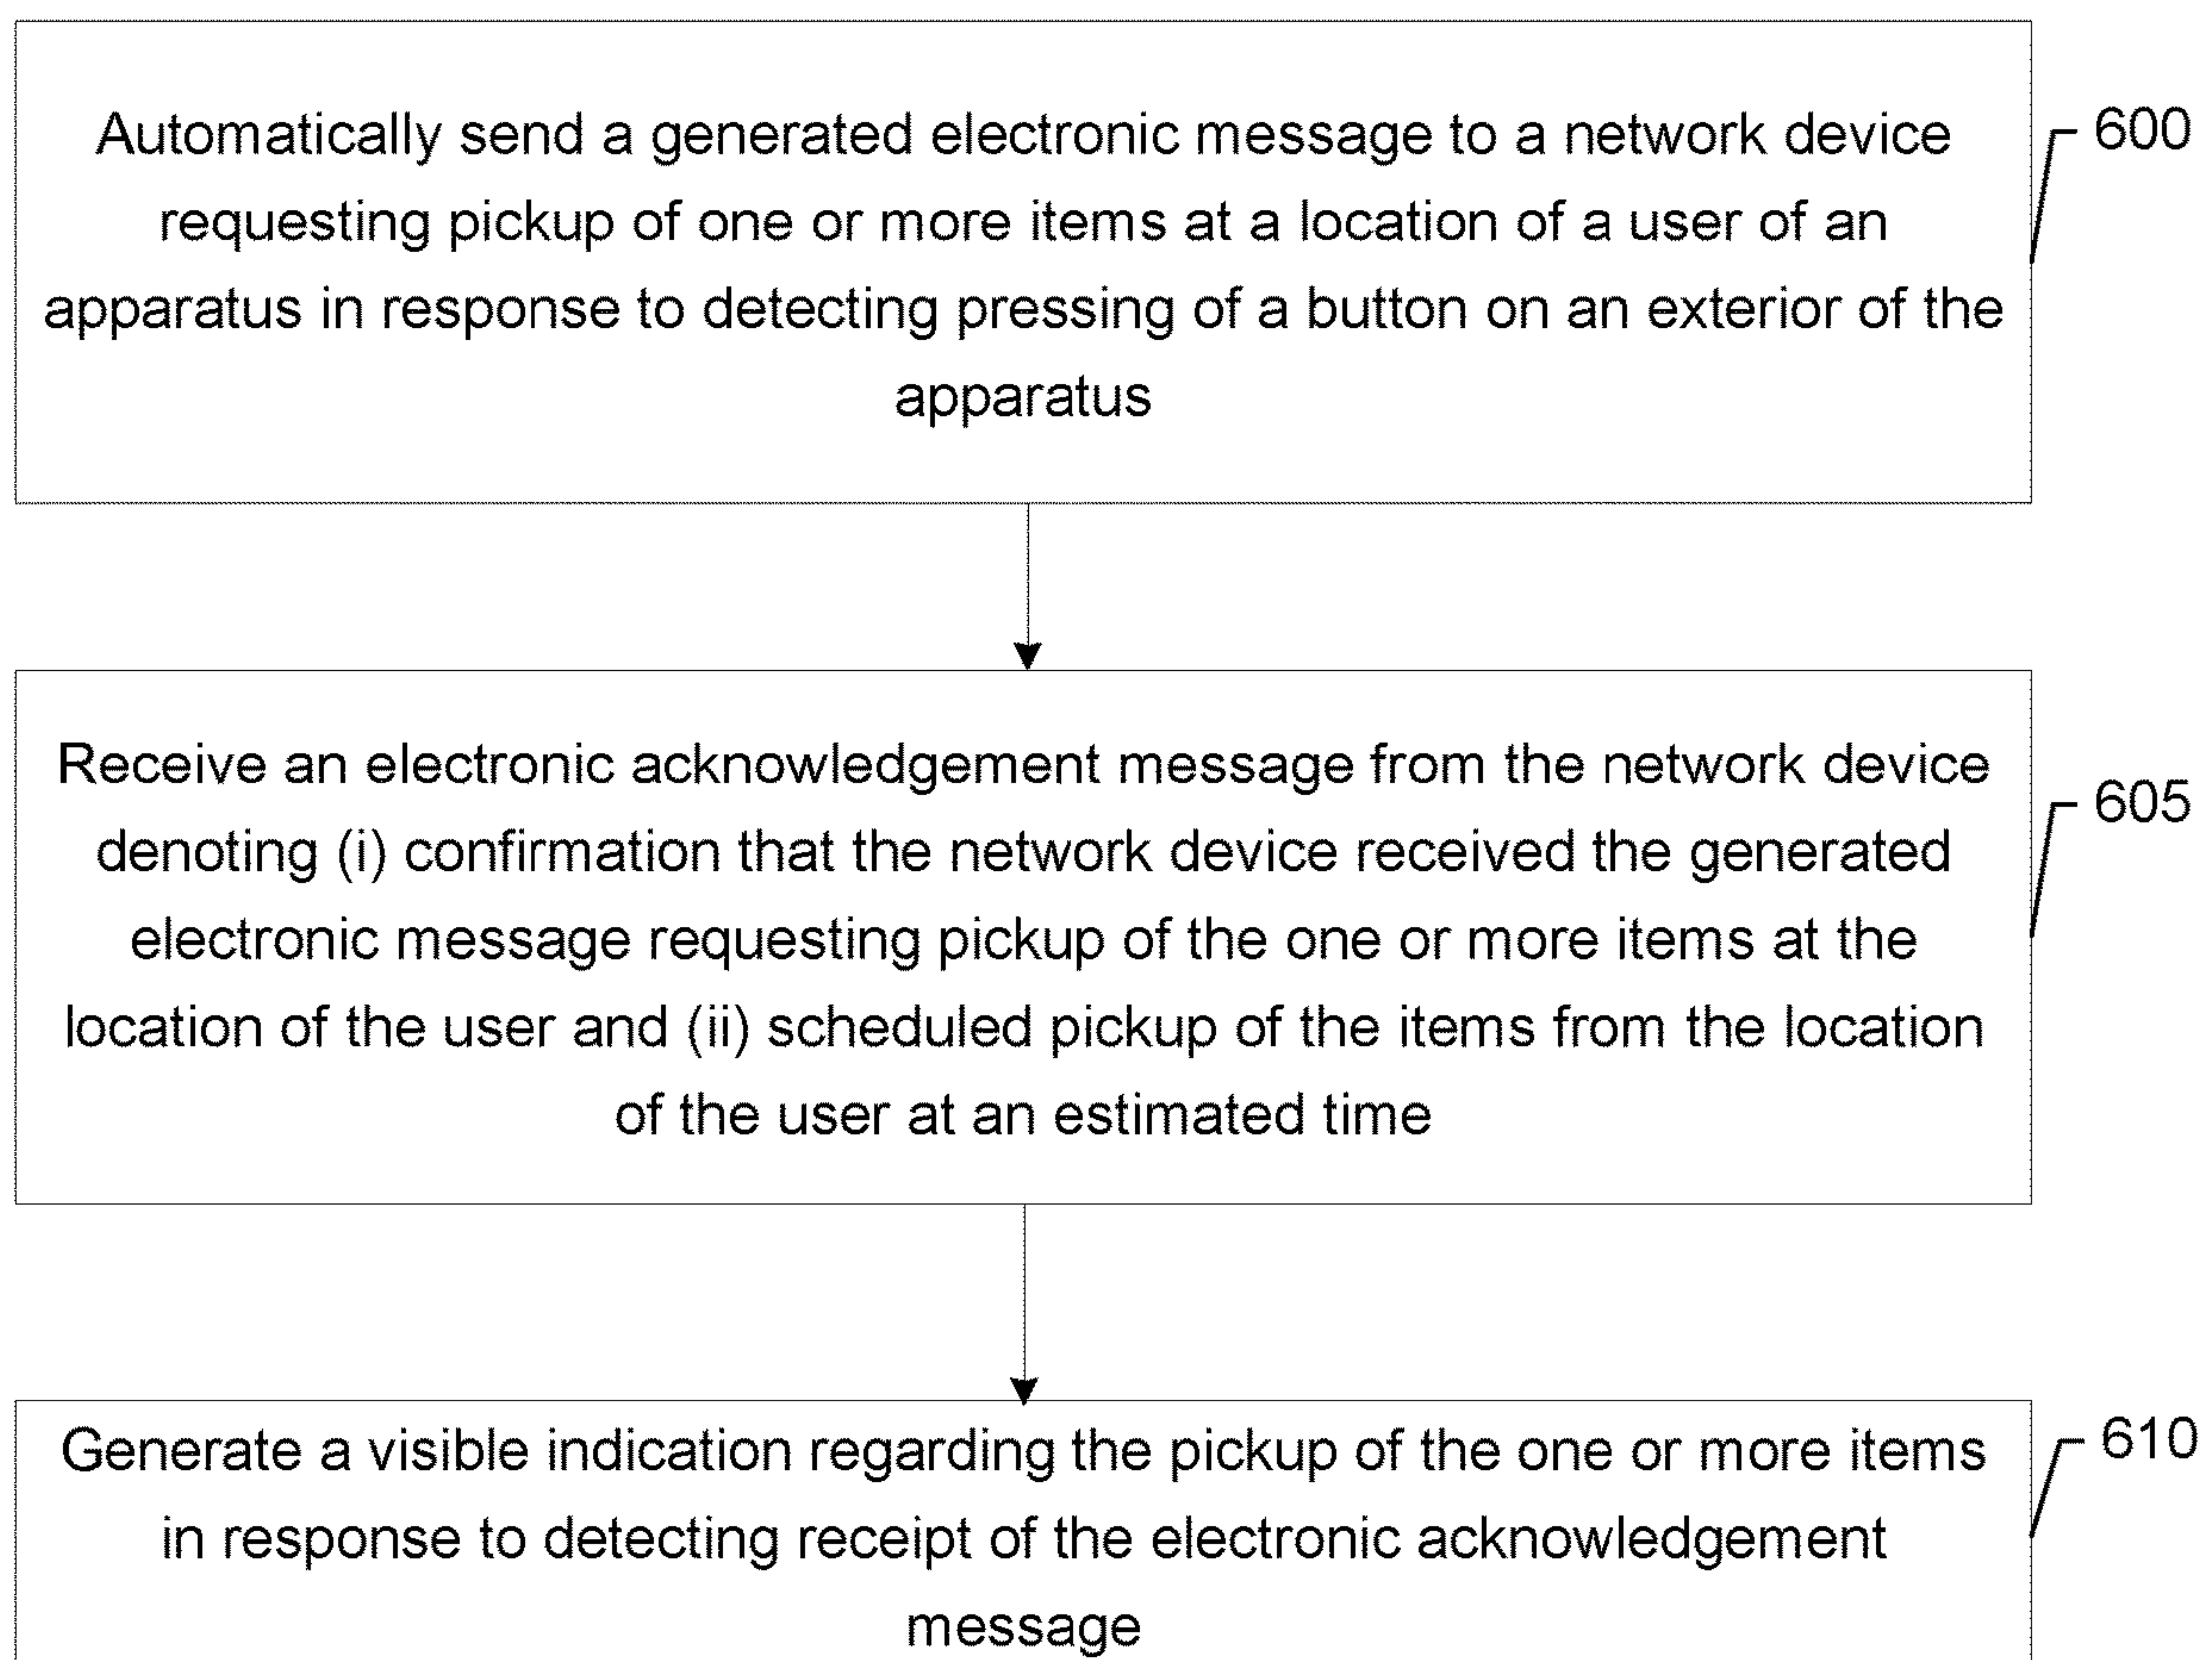 Automatically send a generated electronic message to a network device
requesting pickup of one or more items at a location of a user of an
apparatus in response to detecting pressing of a button on an exterior of the
apparatus
600
Receive an electronic acknowledgement message from the network device
denoting (i) confirmation that the network device received the generated
electronic message requesting pickup of the one or more items at the
location of the user and (ii) scheduled pickup of the items from the location
of the user at an estimated time
605
Generate a visible indication regarding the pickup of the one or more items
in response to detecting receipt of the electronic acknowledgement
message
610